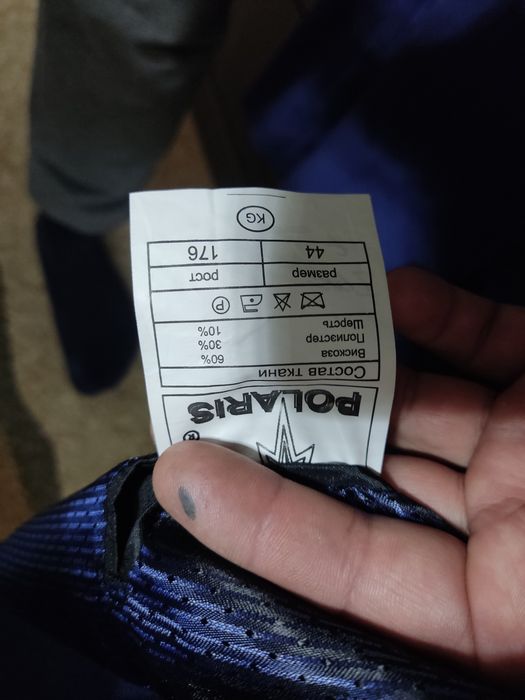 POLARIS ®
Состав ткани
Вискоза 60%
Полиэстер 30%
Шерсть 10%
P
размер рост
44 176
KG